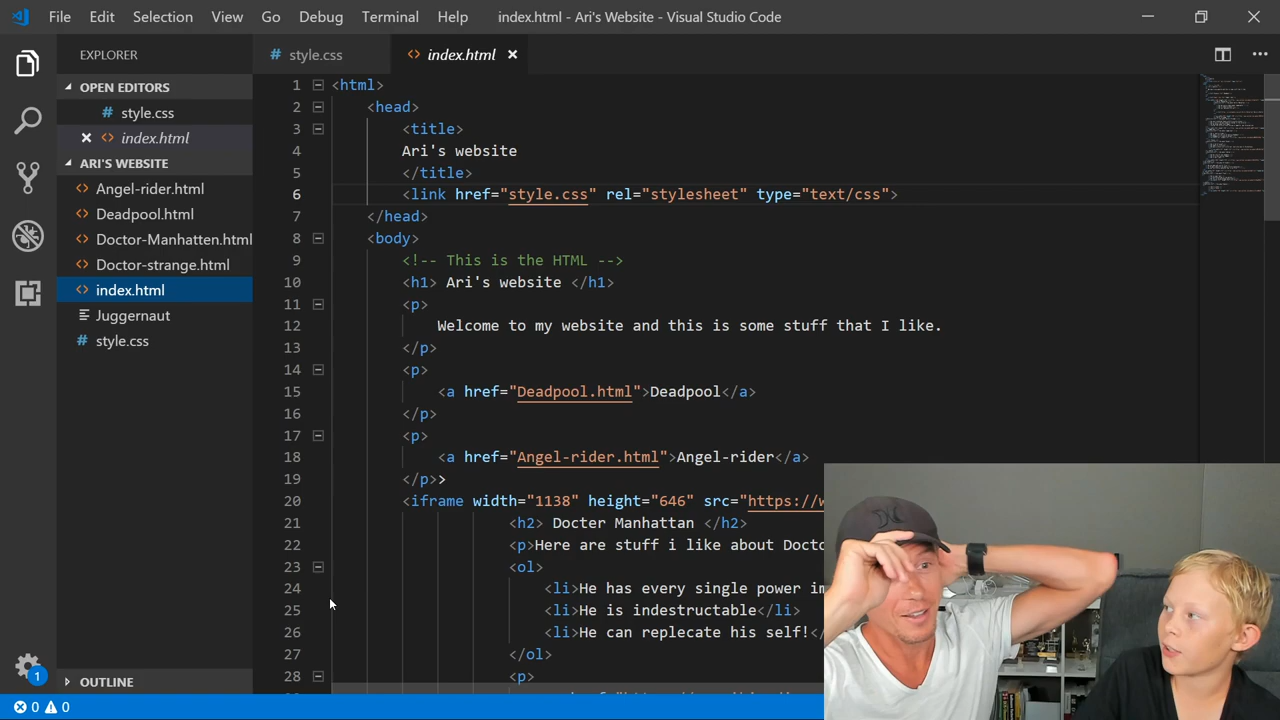 File Edit Selection View Go Debug Terminal Help index.html - Ari's Website - Visual Studio Code
EXPLORER
OPEN EDITORS
# style.css
<> index.html
ARI'S WEBSITE
<> Angel-rider.html
<> Deadpool.html
<> Doctor-Manhatten.html
<> Doctor-strange.html
<> index.html
Juggernaut
# style.css
OUTLINE
1
0 0
# style.css <> index.html
1 <html>
2 <head>
3 <title>
4 Ari's website
5 </title>
6 <link href="style.css" rel="stylesheet" type="text/css">
7 </head>
8 <body>
9 <!-- This is the HTML -->
10 <h1> Ari's website </h1>
11 <p>
12 Welcome to my website and this is some stuff that I like.
13 </p>
14 <p>
15 <a href="Deadpool.html">Deadpool</a>
16 </p>
17 <p>
18 <a href="Angel-rider.html">Angel-rider</a>
19 </p>>
20 <iframe width="1138" height="646" src="https://w
21 <h2> Docter Manhattan </h2>
22 <p>Here are stuff i like about Docto
23 <ol>
24 <li>He has every single power im
25 <li>He is indestructable</li>
26 <li>He can replecate his self!</
27 </ol>
28 <p>